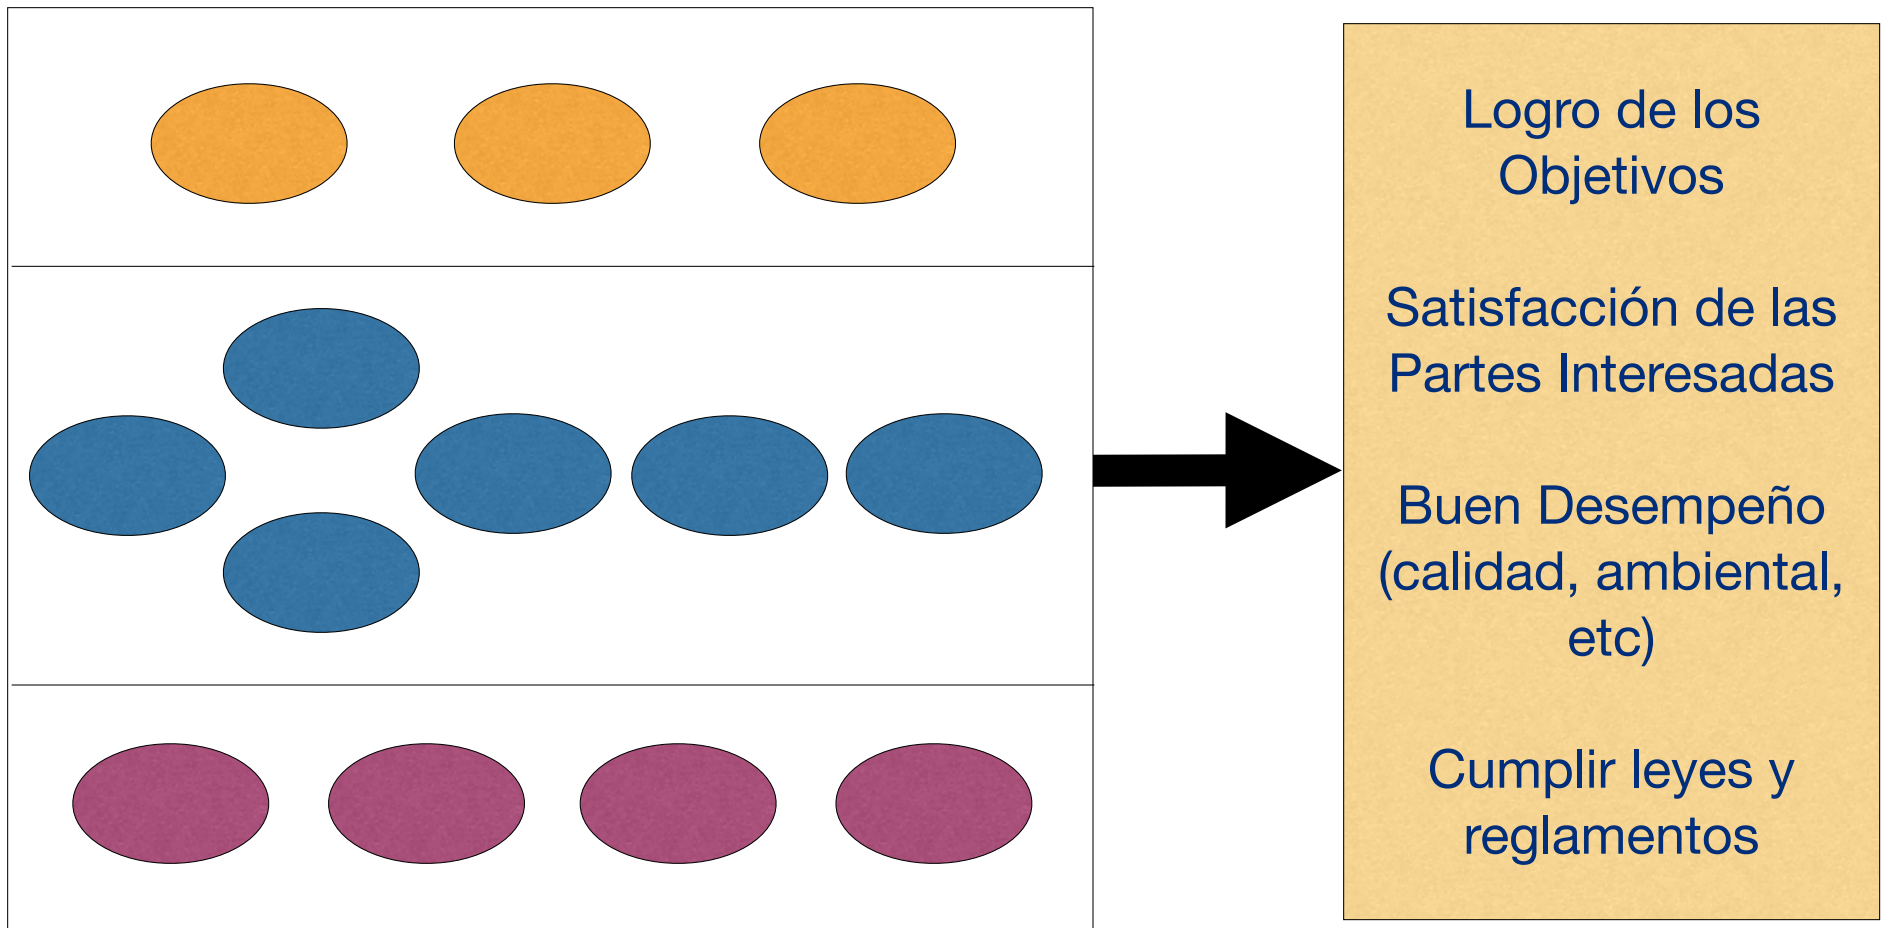 Logro de los
Objetivos
Satisfacción de las
Partes Interesadas
Buen Desempeño
(calidad, ambiental,
etc)
Cumplir leyes y
reglamentos